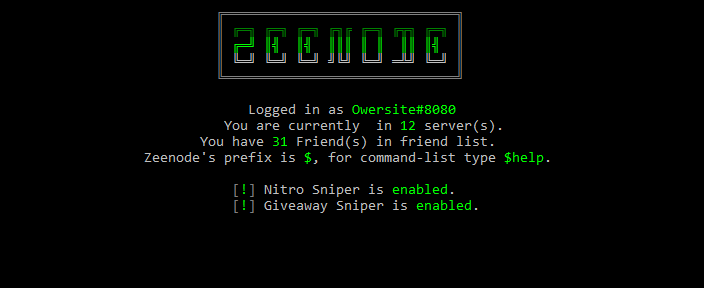 ZEENODE
Logged in as Owersite#8080
You are currently  in 12 server(s).
You have 31 Friend(s) in friend list.
Zeenode's prefix is $, for command-list type $help.
[!] Nitro Sniper is enabled.
[!] Giveaway Sniper is enabled.